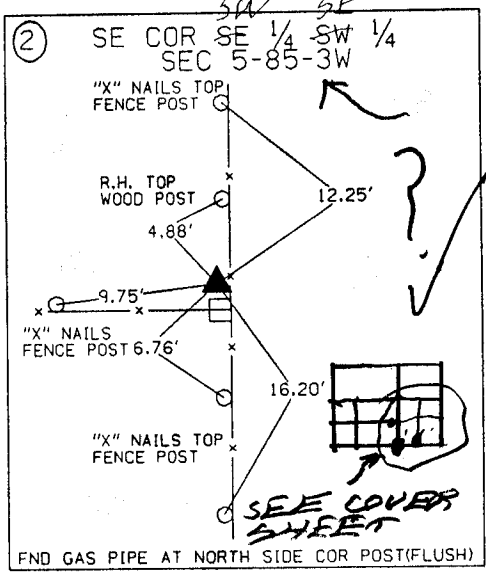 SW SE
② SE COR SE 1/4 SW 1/4
SEC 5-85-3W
"X" NAILS TOP
FENCE POST
R.H. TOP
WOOD POST
12.25'
4.88'
9.75'
"X" NAILS
FENCE POST 6.76'
16.20'
"X" NAILS TOP
FENCE POST
?
SEE COVER
SHEET
FND GAS PIPE AT NORTH SIDE COR POST(FLUSH)